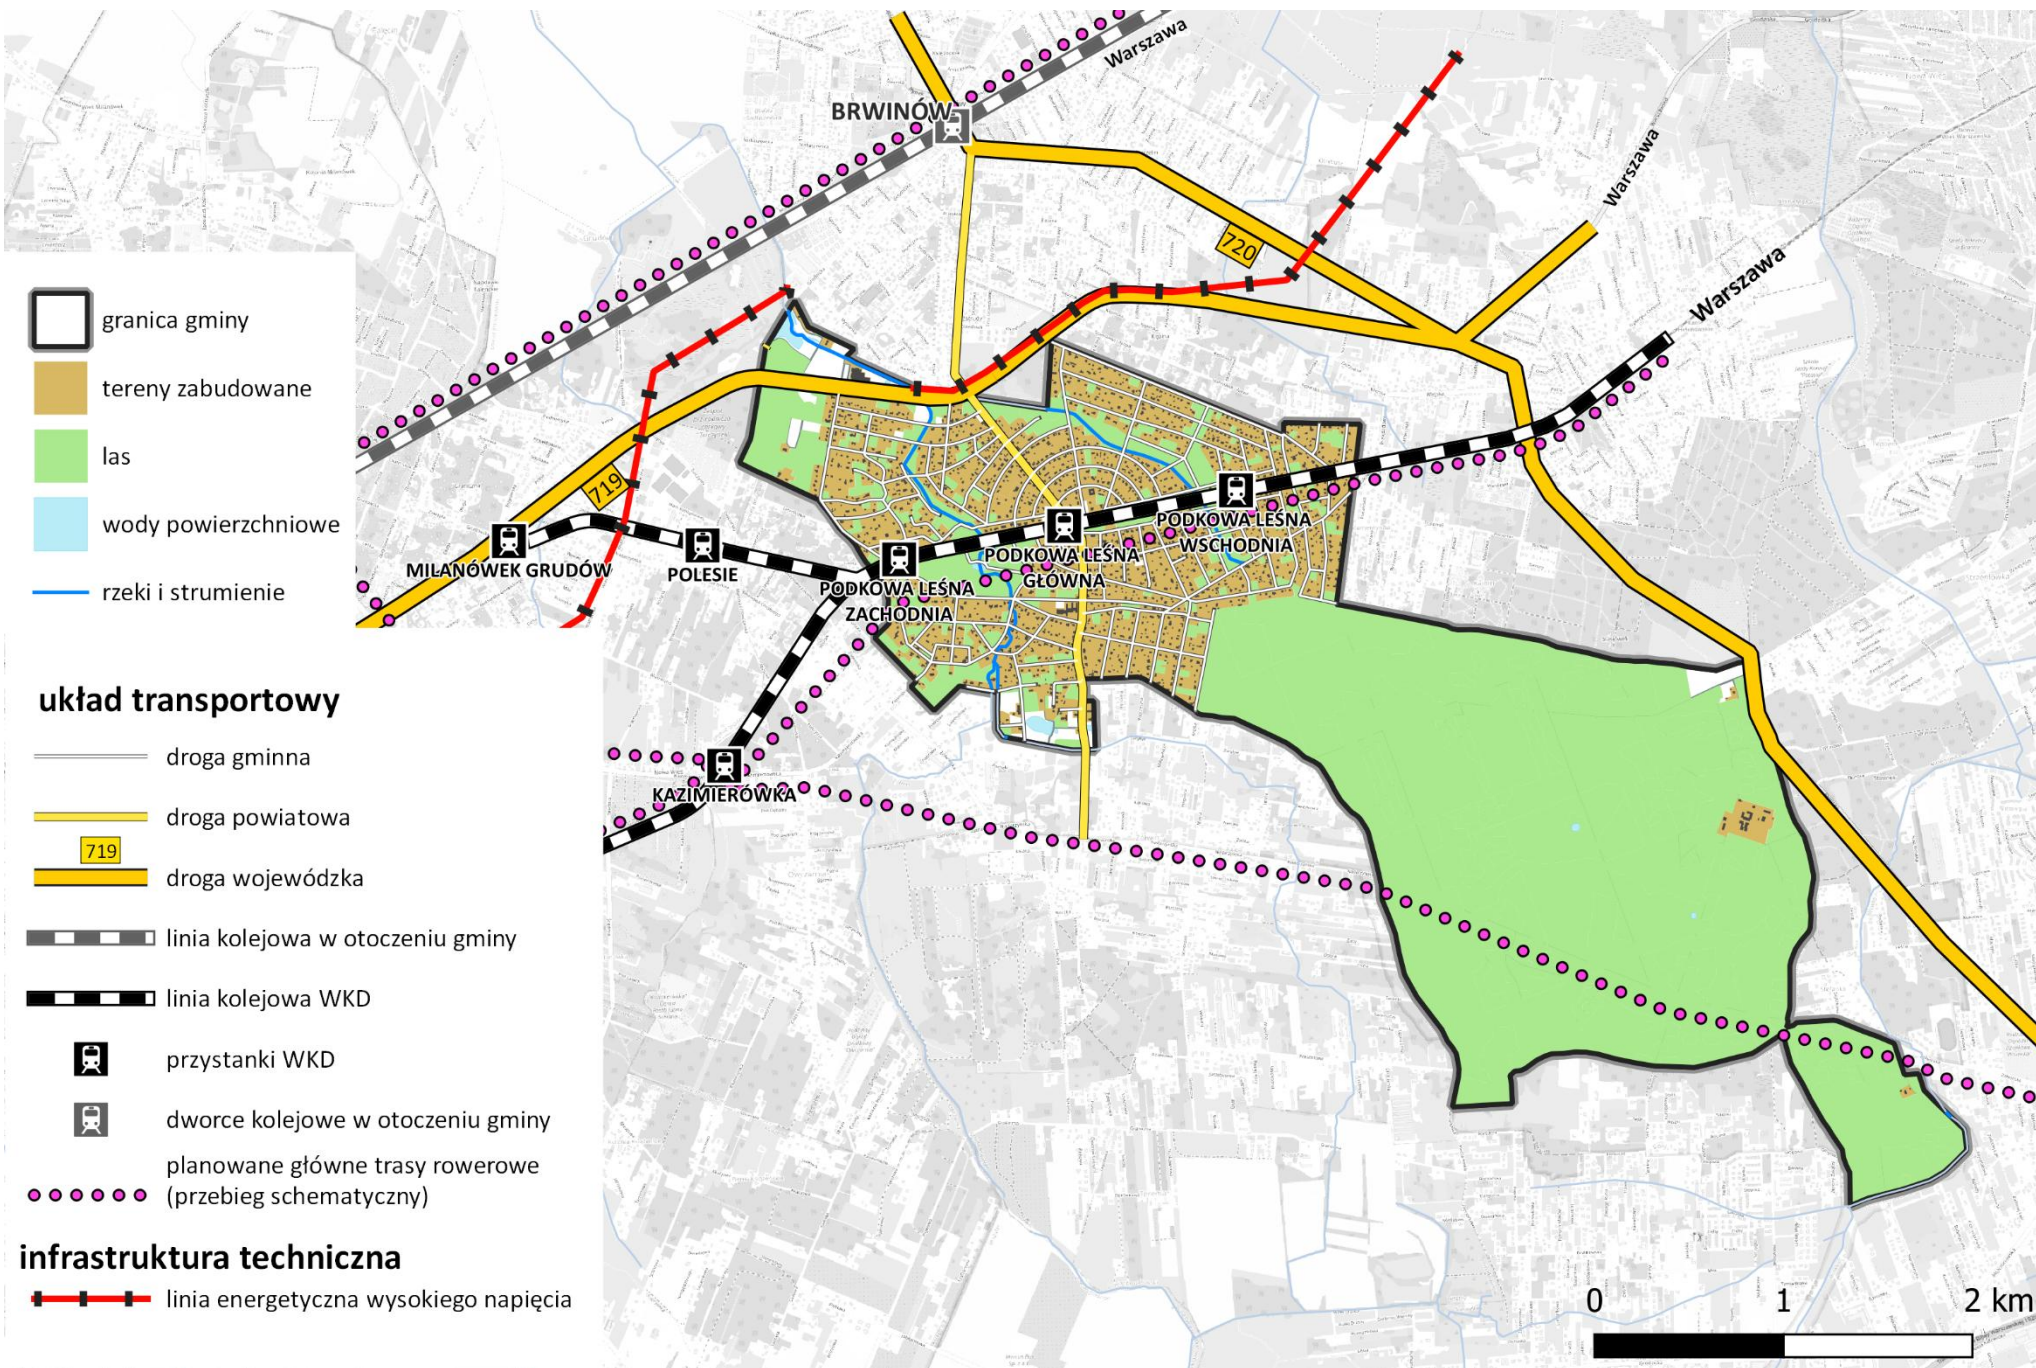 Warszawa
BRWINÓW
Warszawa
720
Warszawa
granica gminy
tereny zabudowane
las
wody powierzchniowe
rzeki i strumienie
719
MILANÓWEK GRUDÓW
POLESIE
PODKOWA LEŚNA
ZACHODNIA
PODKOWA LEŚNA
GŁÓWNA
PODKOWA LEŚNA
WSCHODNIA
KAZIMIERÓWKA
układ transportowy
droga gminna
droga powiatowa
719
droga wojewódzka
linia kolejowa w otoczeniu gminy
linia kolejowa WKD
przystanki WKD
dworce kolejowe w otoczeniu gminy
planowane główne trasy rowerowe
(przebieg schematyczny)
infrastruktura techniczna
linia energetyczna wysokiego napięcia
0 1 2 km